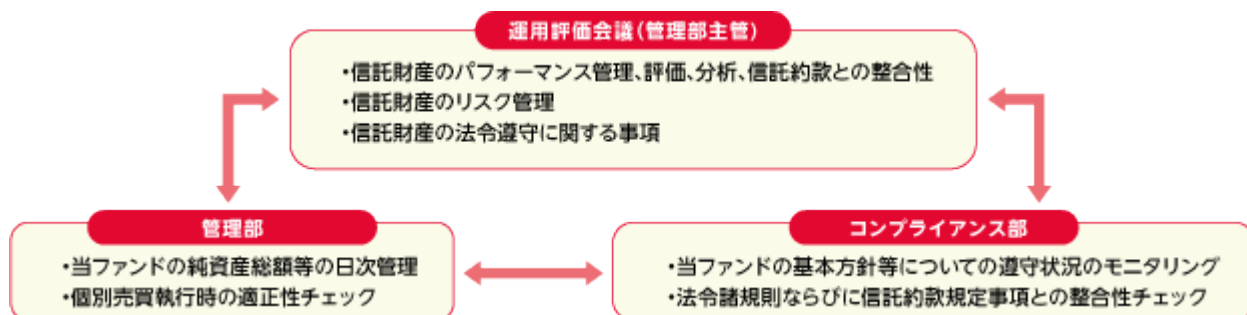 運用評価会議(管理部主管)
・信託財産のパフォーマンス管理、評価、分析、信託約款との整合性
・信託財産のリスク管理
・信託財産の法令遵守に関する事項
管理部
・当ファンドの純資産総額等の日次管理
・個別売買執行時の適正性チェック
コンプライアンス部
・当ファンドの基本方針等についての遵守状況のモニタリング
・法令諸規則ならびに信託約款規定事項との整合性チェック